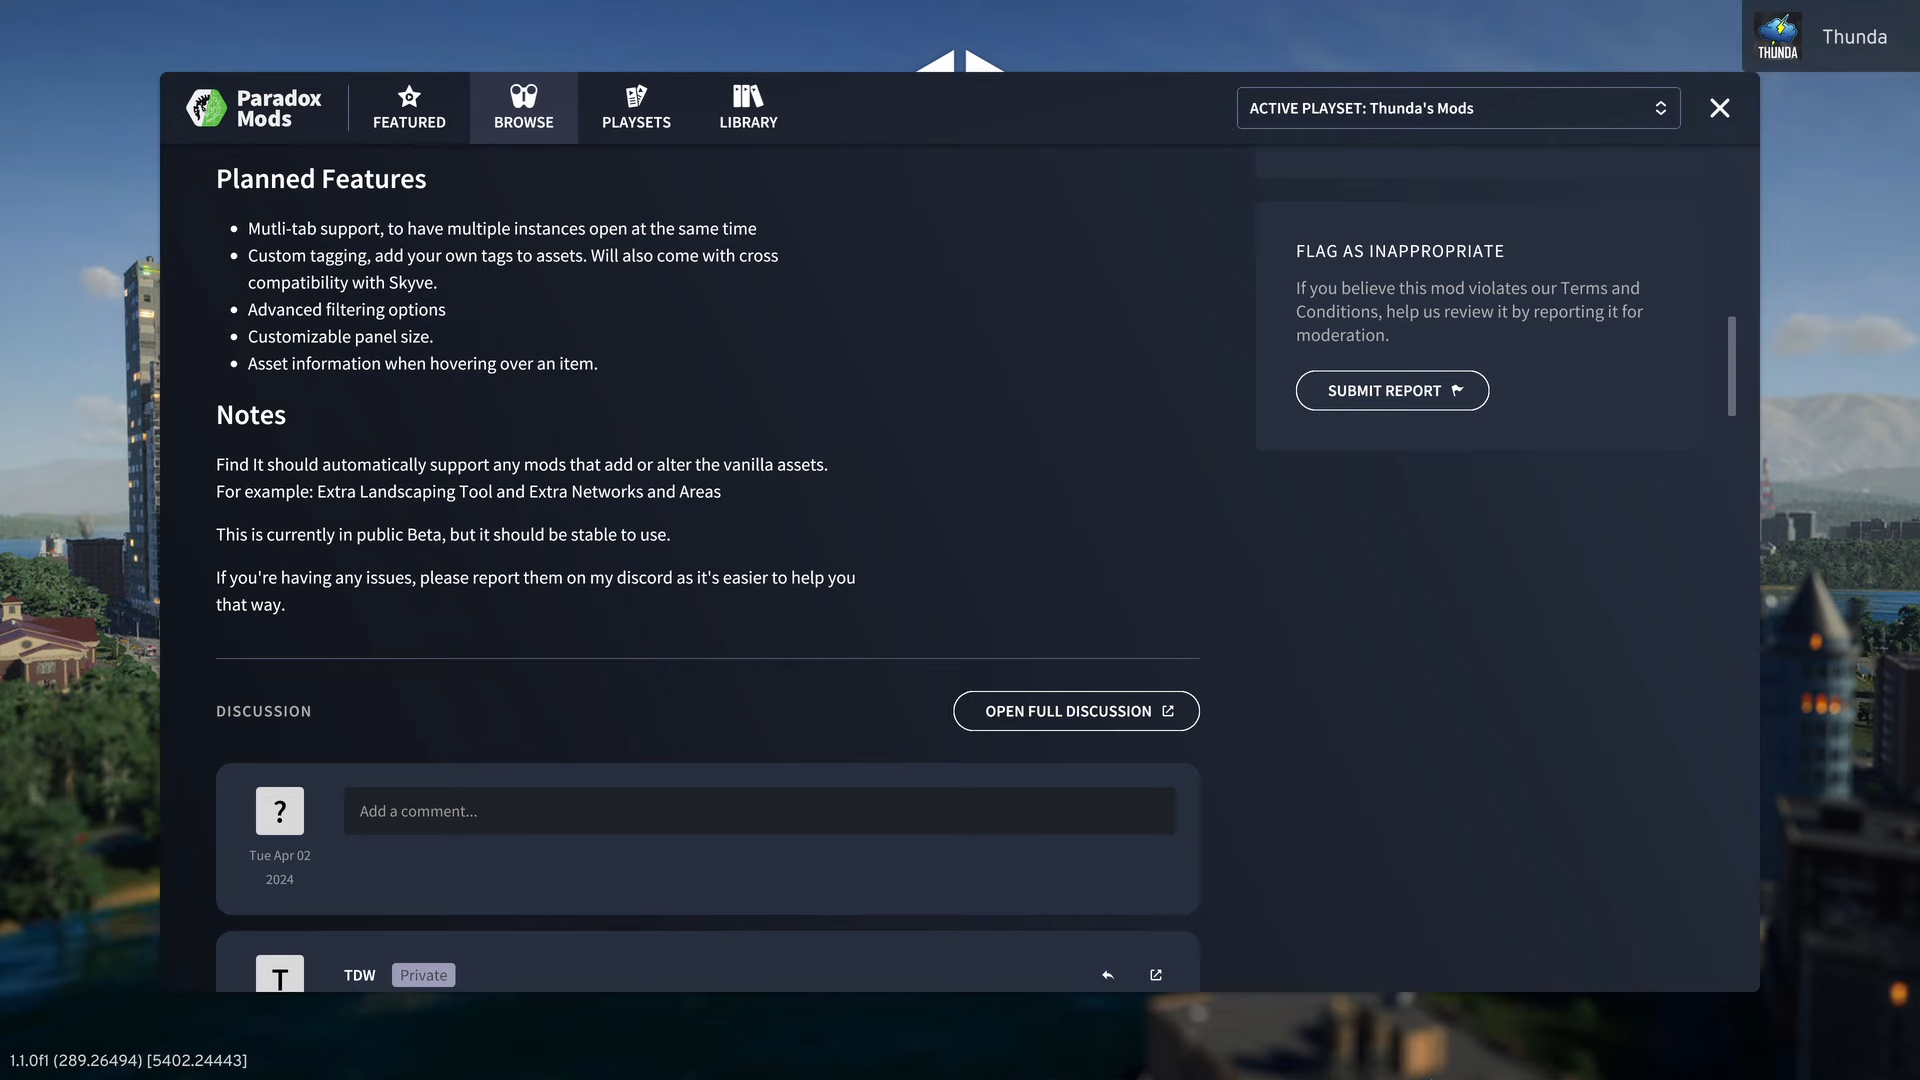 THUNDA
Thunda
Paradox
Mods
FEATURED
BROWSE
PLAYSETS
LIBRARY
ACTIVE PLAYSET: Thunda's Mods
Planned Features
Mutli-tab support, to have multiple instances open at the same time
Custom tagging, add your own tags to assets. Will also come with cross
compatibility with Skyve.
Advanced filtering options
Customizable panel size.
Asset information when hovering over an item.
Notes
Find It should automatically support any mods that add or alter the vanilla assets.
For example: Extra Landscaping Tool and Extra Networks and Areas
This is currently in public Beta, but it should be stable to use.
If you're having any issues, please report them on my discord as it's easier to help you
that way.
FLAG AS INAPPROPRIATE
If you believe this mod violates our Terms and
Conditions, help us review it by reporting it for
moderation.
SUBMIT REPORT
DISCUSSION
OPEN FULL DISCUSSION
?
Add a comment...
Tue Apr 02
2024
T
TDW
Private
1.1.0f1 (289.26494) [5402.24443]